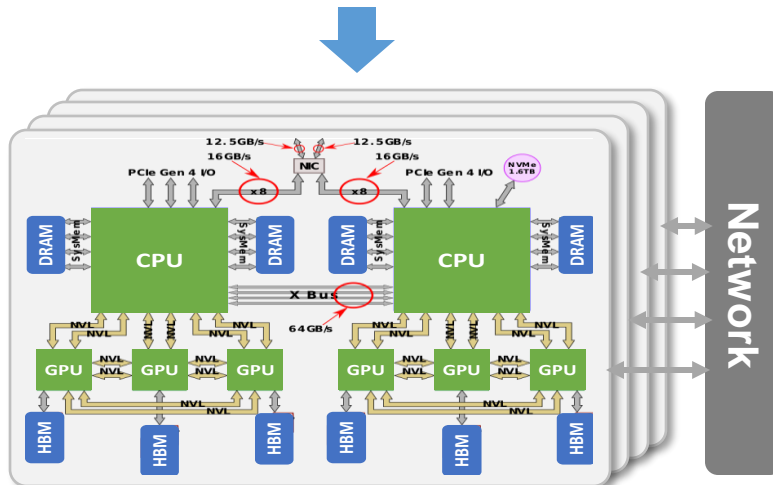 12.5GB/s
12.5GB/s
16GB/s
NIC
16GB/s
NVMe
1.6TB
PCIe Gen 4 I/O
x8
x8
PCIe Gen 4 I/O
DRAM
SysMem
CPU
SysMem
DRAM
DRAM
SysMem
CPU
SysMem
DRAM
X Bus
64GB/s
NVL
NVL
NVL
NVL
NVL
NVL
NVL
NVL
NVL
NVL
NVL
NVL
GPU
NVL
NVL
GPU
NVL
NVL
GPU
GPU
NVL
NVL
GPU
NVL
NVL
GPU
NVL
NVL
NVL
NVL
HBM
HBM
HBM
HBM
HBM
HBM
Network